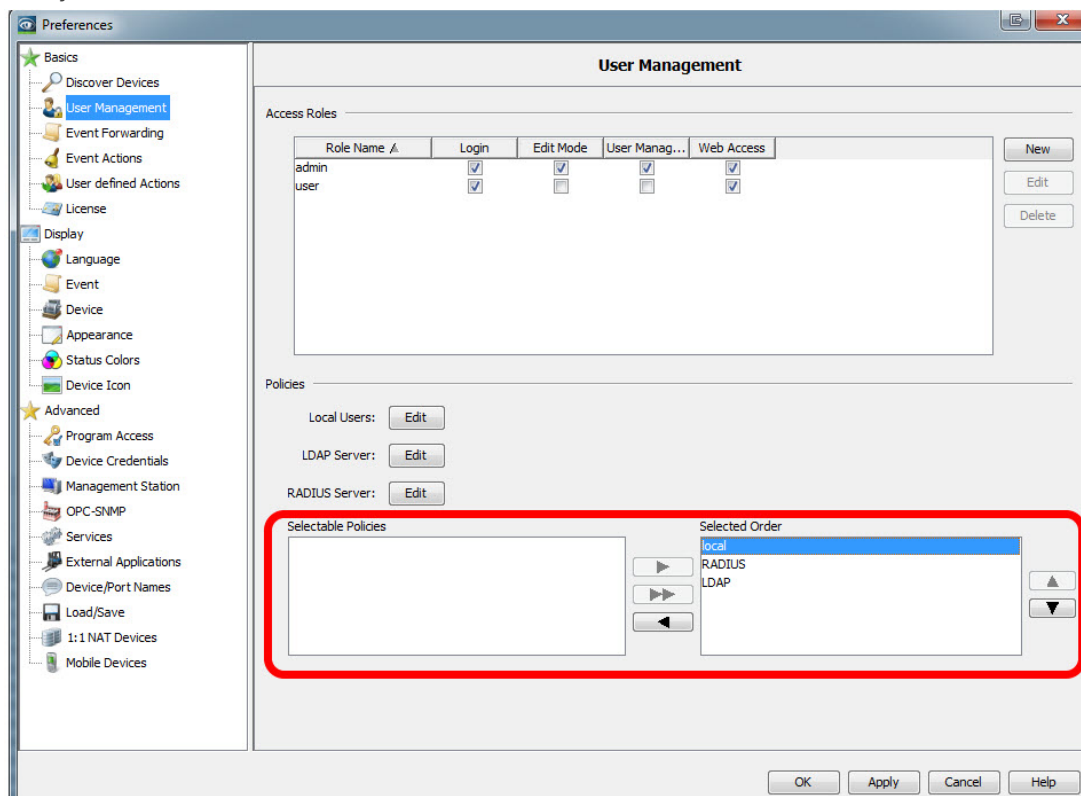 Preferences
Basics
Discover Devices
User Management
Event Forwarding
Event Actions
User defined Actions
License
Display
Language
Event
Device
Appearance
Status Colors
Device Icon
Advanced
Program Access
Device Credentials
Management Station
OPC-SNMP
Services
External Applications
Device/Port Names
Load/Save
1:1 NAT Devices
Mobile Devices
User Management
Access Roles
Role Name Login Edit Mode User Manag... Web Access
admin
user
New
Edit
Delete
Policies
Local Users: Edit
LDAP Server: Edit
RADIUS Server: Edit
Selectable Policies
Selected Order
local
RADIUS
LDAP
OK Apply Cancel Help